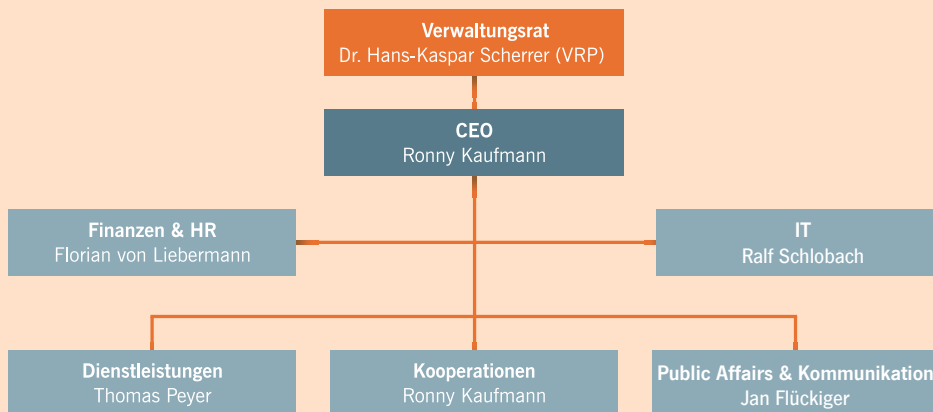 Verwaltungsrat
Dr. Hans-Kaspar Scherrer (VRP)
CEO
Ronny Kaufmann
Finanzen & HR
Florian von Liebermann
IT
Ralf Schlobach
Dienstleistungen
Thomas Peyer
Kooperationen
Ronny Kaufmann
Public Affairs & Kommunikation
Jan Flückiger